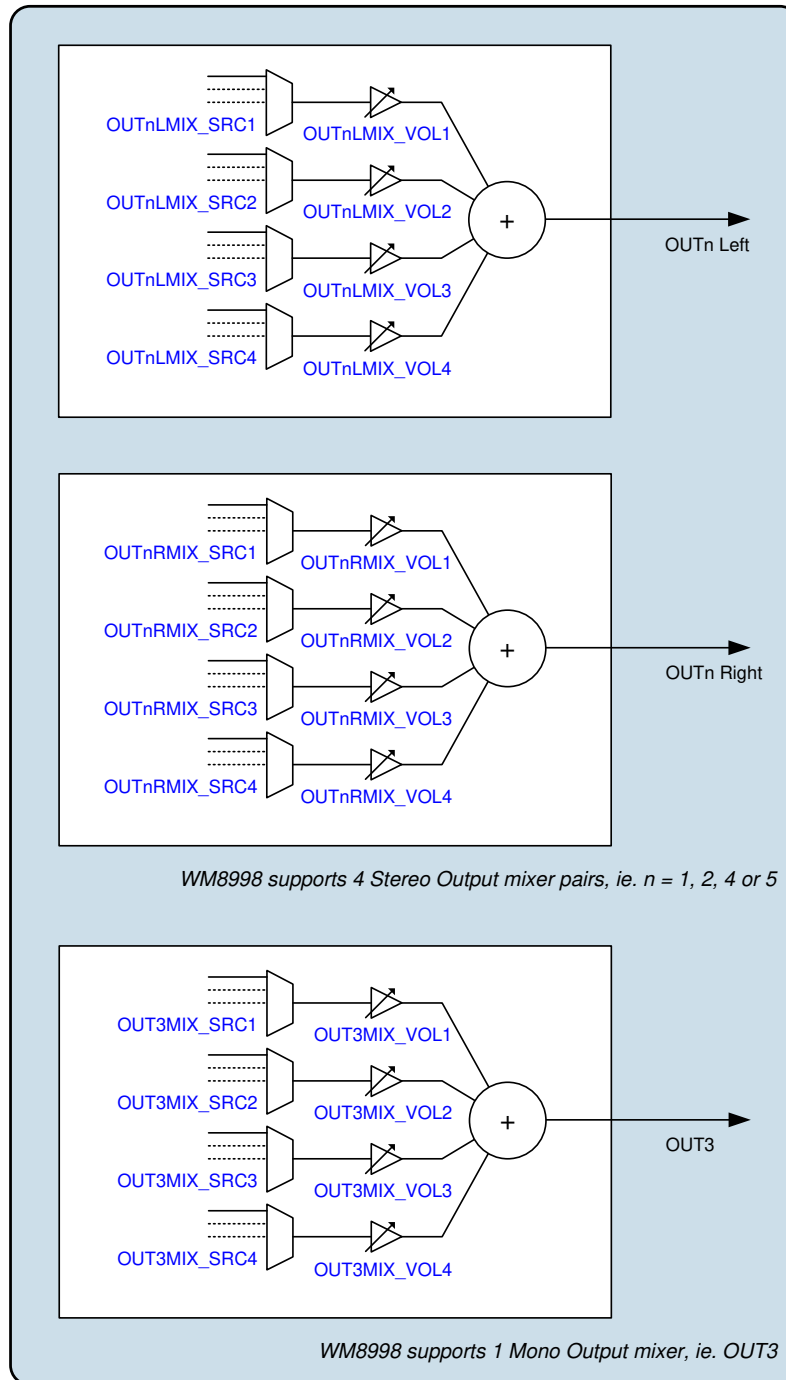 OUTnLMIX_SRC1
OUTnLMIX_VOL1
OUTnLMIX_SRC2
OUTnLMIX_VOL2
OUTnLMIX_SRC3
OUTnLMIX_VOL3
OUTnLMIX_SRC4
OUTnLMIX_VOL4
+
OUTn Left
OUTnRMIX_SRC1
OUTnRMIX_VOL1
OUTnRMIX_SRC2
OUTnRMIX_VOL2
OUTnRMIX_SRC3
OUTnRMIX_VOL3
OUTnRMIX_SRC4
OUTnRMIX_VOL4
+
OUTn Right
WM8998 supports 4 Stereo Output mixer pairs, ie. n = 1, 2, 4 or 5
OUT3MIX_SRC1
OUT3MIX_VOL1
OUT3MIX_SRC2
OUT3MIX_VOL2
OUT3MIX_SRC3
OUT3MIX_VOL3
OUT3MIX_SRC4
OUT3MIX_VOL4
+
OUT3
WM8998 supports 1 Mono Output mixer, ie. OUT3